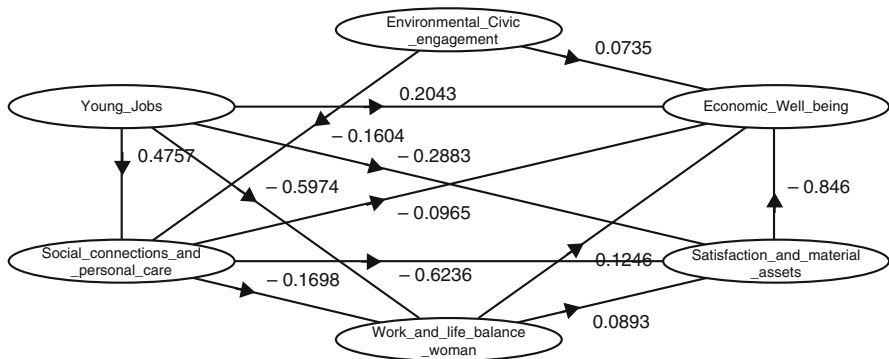 Environmental_Civic
_engagement
0.0735
Young_Jobs
0.2043
Economic_Well_being
– 0.1604
0.4757
– 0.2883
– 0.5974
– 0.846
– 0.0965
Social_connections_and
_personal_care
– 0.6236
0.1246
Satisfaction_and_material
_assets
– 0.1698
0.0893
Work_and_life_balance
_woman